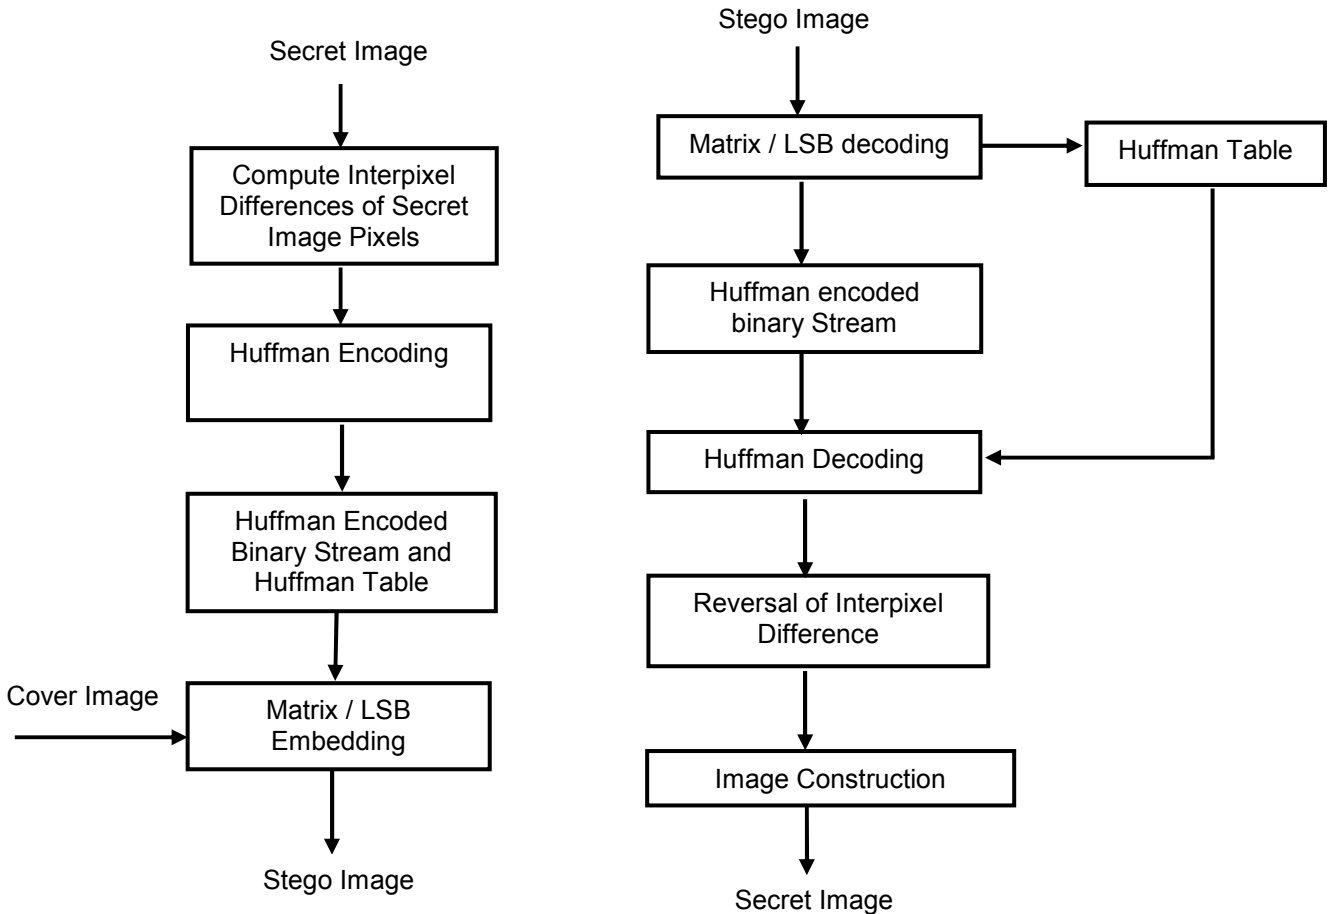 Secret Image
Compute Interpixel
Differences of Secret
Image Pixels
Huffman Encoding
Huffman Encoded
Binary Stream and
Huffman Table
Cover Image
Matrix / LSB
Embedding
Stego Image
Stego Image
Matrix / LSB decoding
Huffman Table
Huffman encoded
binary Stream
Huffman Decoding
Reversal of Interpixel
Difference
Image Construction
Secret Image